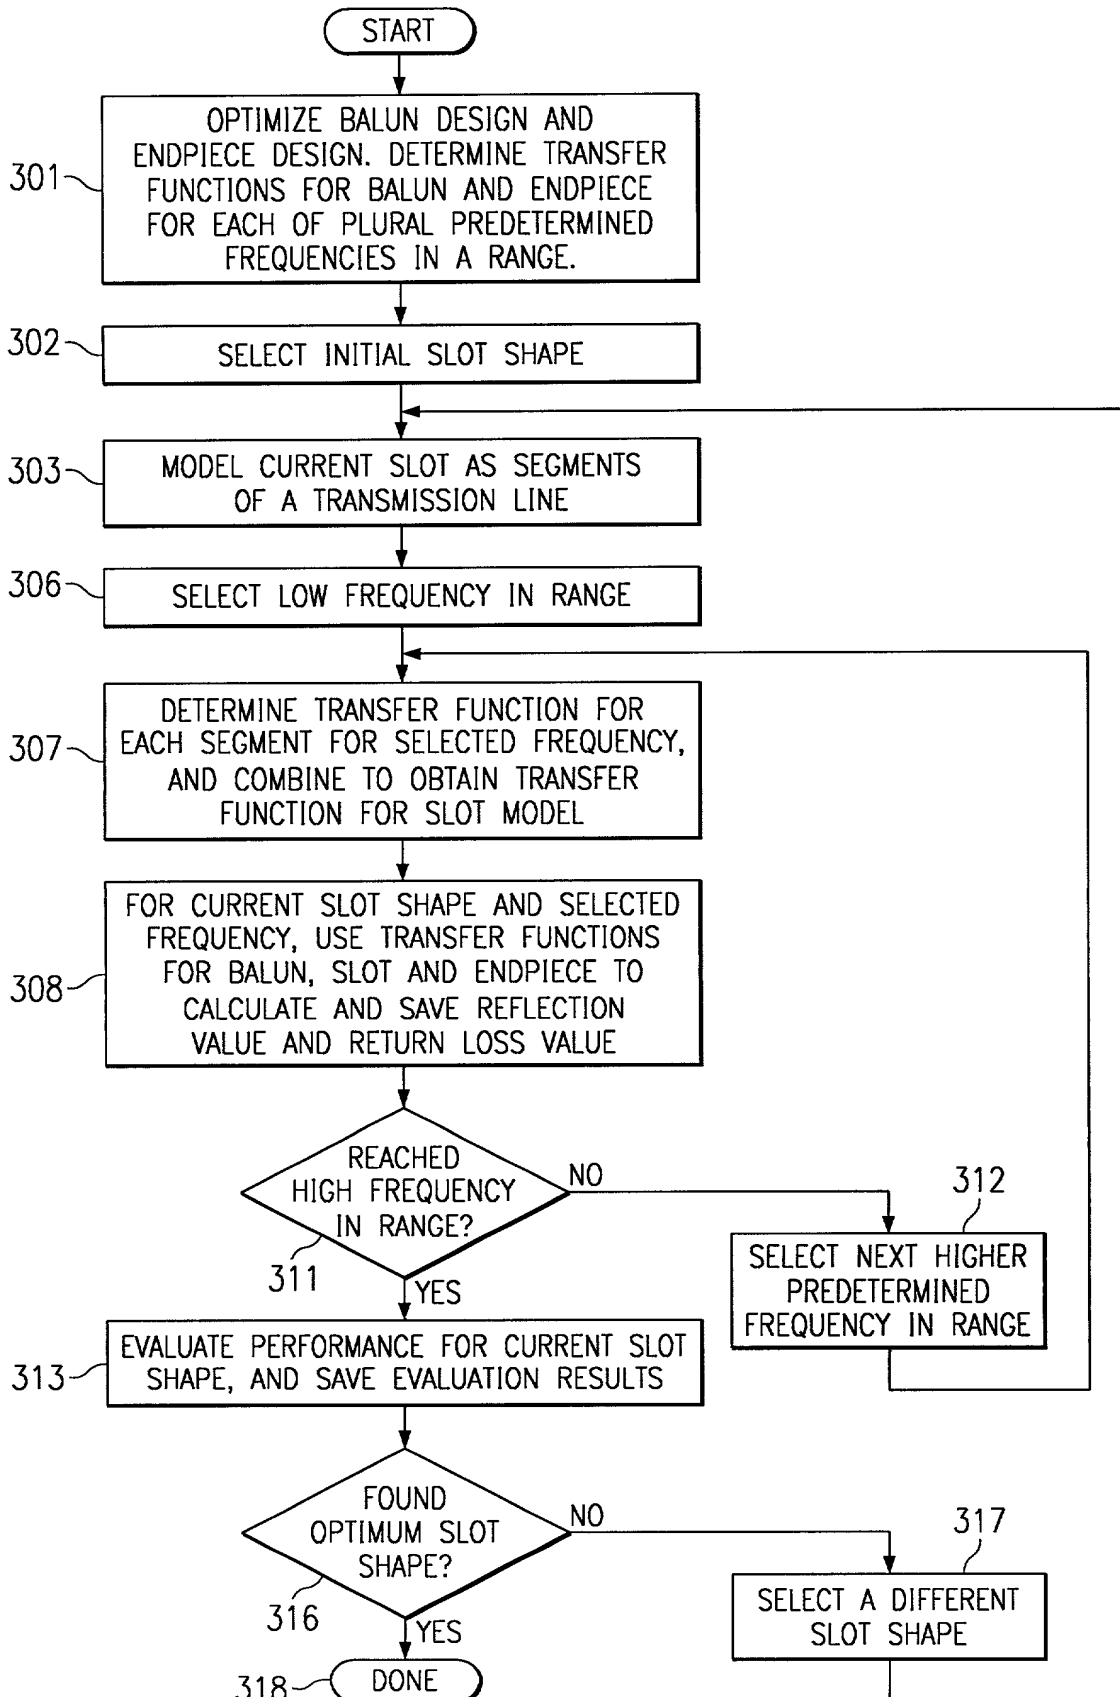 START
301
OPTIMIZE BALUN DESIGN AND
ENDPIECE DESIGN. DETERMINE TRANSFER
FUNCTIONS FOR BALUN AND ENDPIECE
FOR EACH OF PLURAL PREDETERMINED
FREQUENCIES IN A RANGE.
302
SELECT INITIAL SLOT SHAPE
303
MODEL CURRENT SLOT AS SEGMENTS
OF A TRANSMISSION LINE
306
SELECT LOW FREQUENCY IN RANGE
307
DETERMINE TRANSFER FUNCTION FOR
EACH SEGMENT FOR SELECTED FREQUENCY,
AND COMBINE TO OBTAIN TRANSFER
FUNCTION FOR SLOT MODEL
308
FOR CURRENT SLOT SHAPE AND SELECTED
FREQUENCY, USE TRANSFER FUNCTIONS
FOR BALUN, SLOT AND ENDPIECE TO
CALCULATE AND SAVE REFLECTION
VALUE AND RETURN LOSS VALUE
REACHED
HIGH FREQUENCY
IN RANGE?
311
NO
YES
312
SELECT NEXT HIGHER
PREDETERMINED
FREQUENCY IN RANGE
313
EVALUATE PERFORMANCE FOR CURRENT SLOT
SHAPE, AND SAVE EVALUATION RESULTS
FOUND
OPTIMUM SLOT
SHAPE?
316
NO
YES
317
SELECT A DIFFERENT
SLOT SHAPE
318
DONE